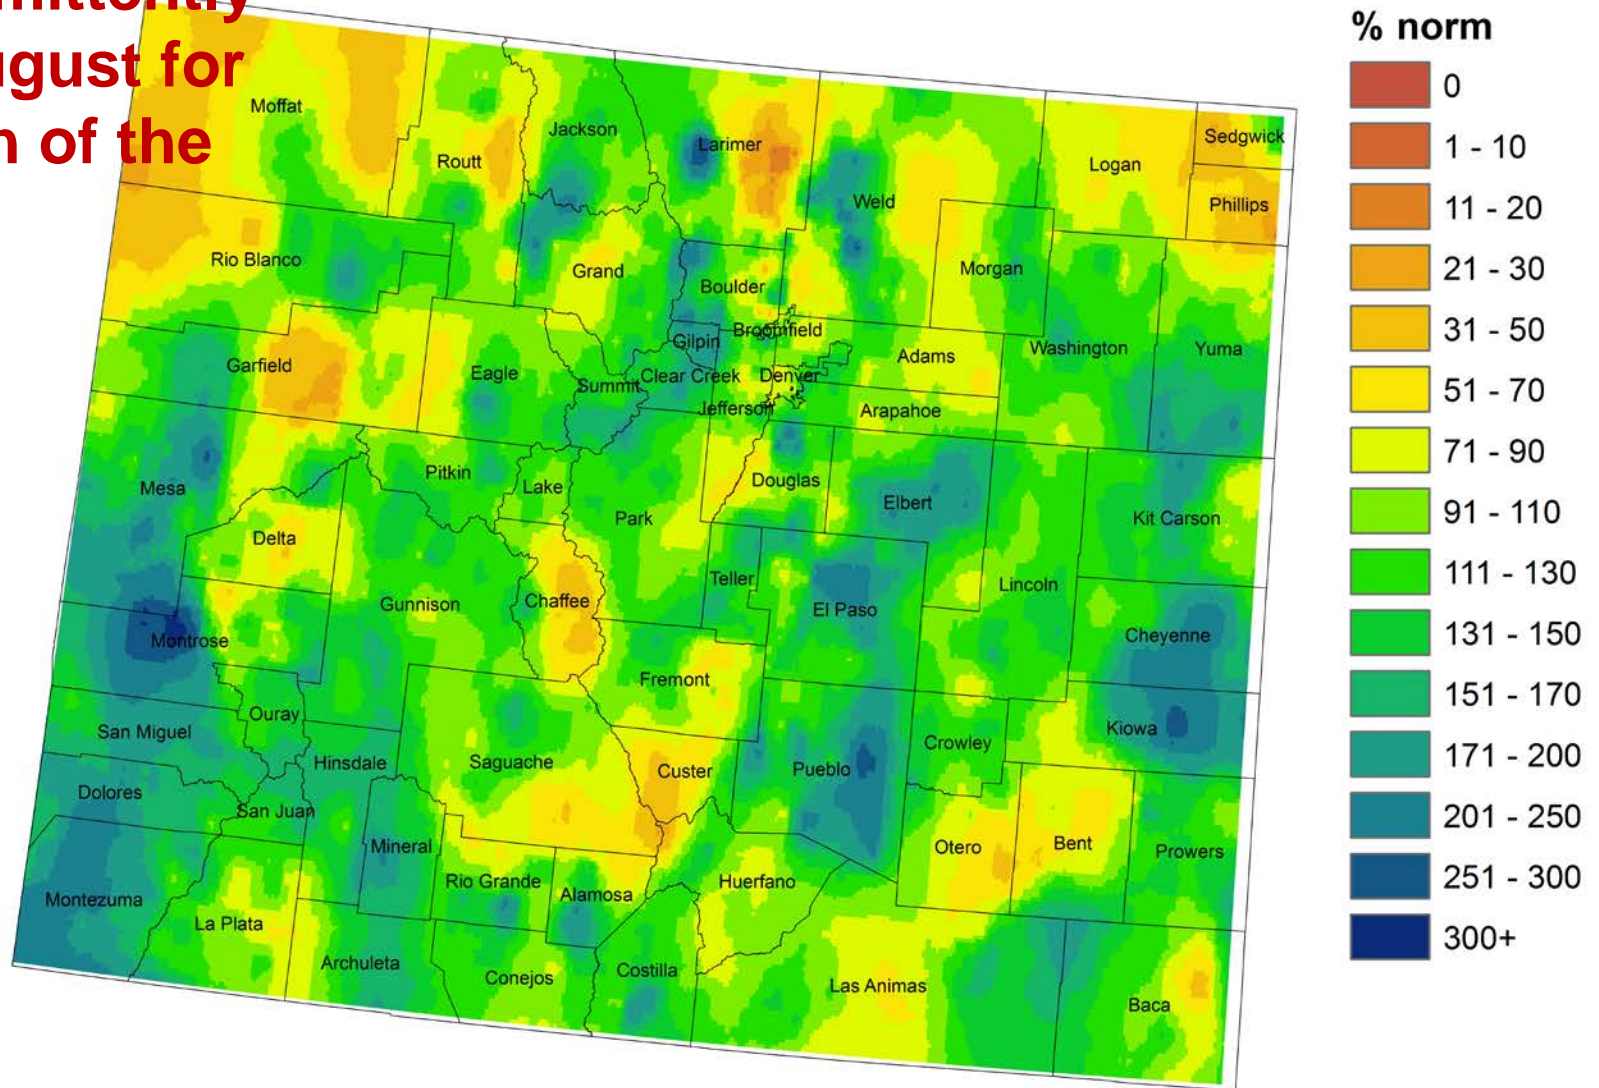 ugust for
n of the
% norm
0
1 - 10
11 - 20
21 - 30
31 - 50
51 - 70
71 - 90
91 - 110
111 - 130
131 - 150
151 - 170
171 - 200
201 - 250
251 - 300
300+
Moffat
Routt
Jackson
Larimer
Weld
Logan
Sedgwick
Phillips
Rio Blanco
Grand
Boulder
Morgan
Broomfield
Gilpin
Washington
Yuma
Garfield
Eagle
Summit
Clear Creek
Denver
Adams
Jefferson
Arapahoe
Mesa
Pitkin
Lake
Park
Douglas
Elbert
Kit Carson
Delta
Gunnison
Chaffee
Teller
El Paso
Lincoln
Cheyenne
Montrose
Fremont
Ouray
San Miguel
Hinsdale
Saguache
Custer
Pueblo
Crowley
Kiowa
Dolores
San Juan
Mineral
Otero
Bent
Prowers
Montezuma
La Plata
Rio Grande
Alamosa
Huerfano
Archuleta
Conejos
Costilla
Las Animas
Baca